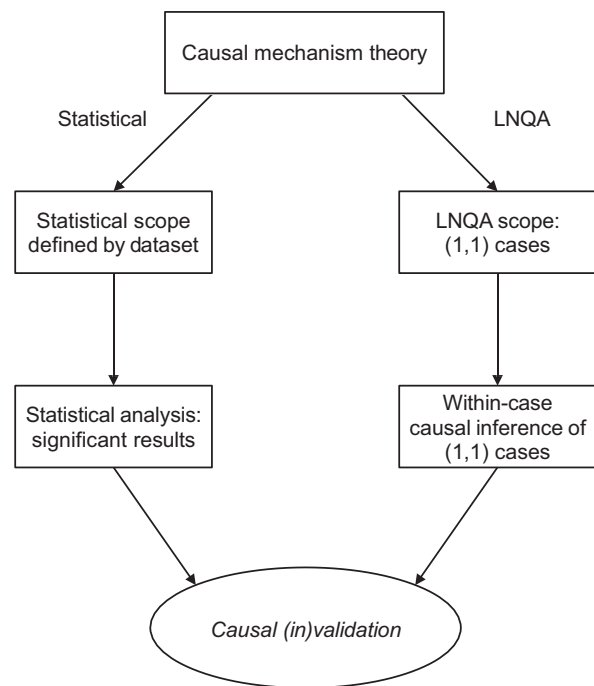 Causal mechanism theory
Statistical
LNQA
Statistical scope
defined by dataset
LNQA scope:
(1,1) cases
Statistical analysis:
significant results
Within-case
causal inference of
(1,1) cases
Causal (in)validation